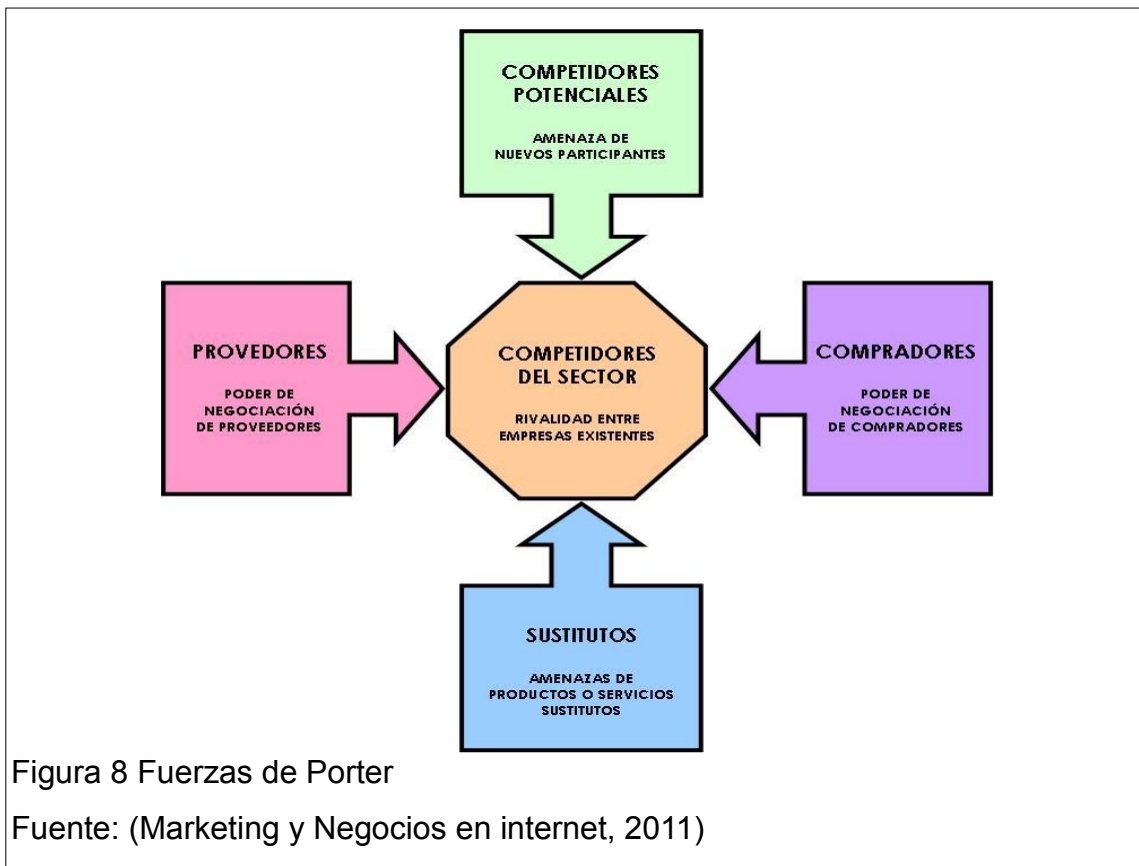 COMPETIDORES
POTENCIALES
AMENAZA DE
NUEVOS PARTICIPANTES
PROVEDORES
PODER DE
NEGOCIACIÓN
DE PROVEEDORES
COMPETIDORES
DEL SECTOR
RIVALIDAD ENTRE
EMPRESAS EXISTENTES
COMPRADORES
PODER DE
NEGOCIACIÓN
DE COMPRADORES
SUSTITUTOS
AMENAZAS DE
PRODUCTOS O SERVICIOS
SUSTITUTOS
Figura 8 Fuerzas de Porter
Fuente: (Marketing y Negocios en internet, 2011)